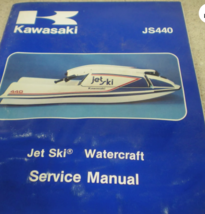 Kawasaki
JS440
jet ski
Jet Ski® Watercraft
Service Manual